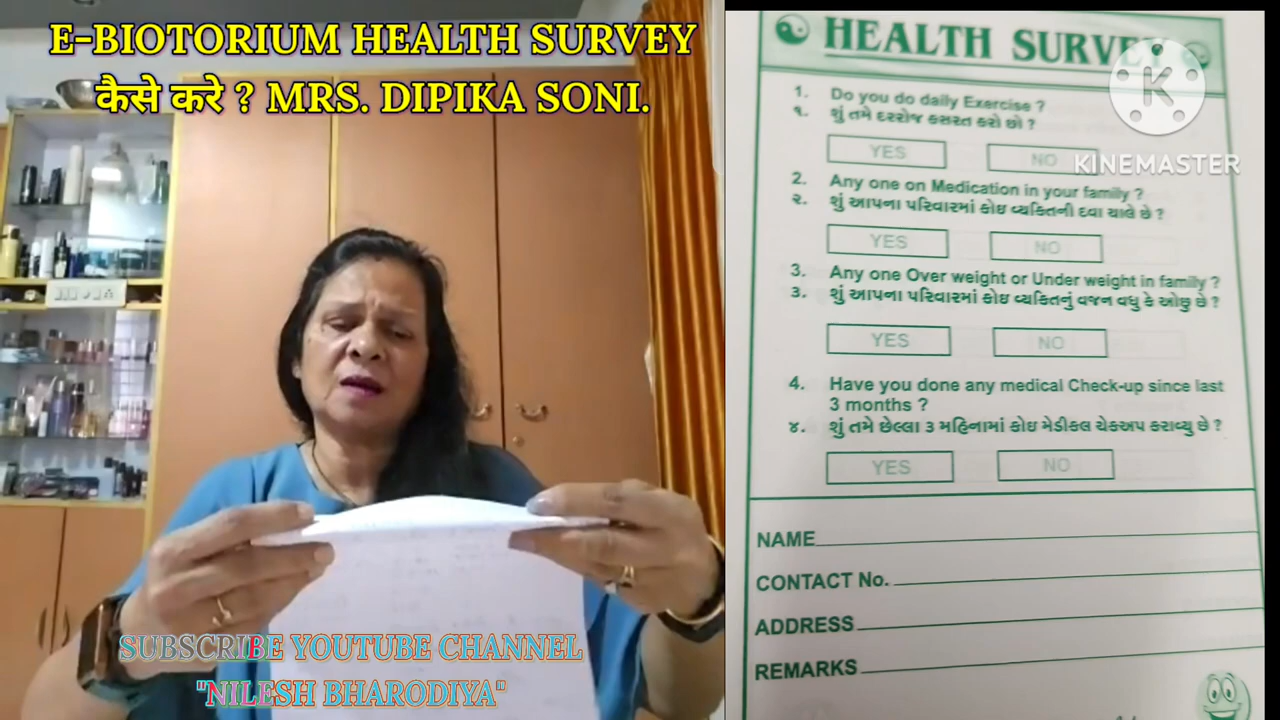 E-BIOTORIUM HEALTH SURVEY
कैसे करे ? MRS. DIPIKA SONI.
SUBSCRIBE YOUTUBE CHANNEL
"NILESH BHARODIYA"
HEALTH SURVEY
K
KINEMASTER
1. Do you do daily Exercise ?
૧. શું તમે દરરોજ કસરત કરો છો ?
YES NO
2. Any one on Medication in your family ?
૨. શું આપના પરિવારમાં કોઇ વ્યકિતની દવા ચાલે છે ?
YES NO
3. Any one Over weight or Under weight in family ?
૩. શું આપના પરિવારમાં કોઇ વ્યકિતનું વજન વધુ કે ઓછુ છે ?
YES NO
4. Have you done any medical Check-up since last
3 months ?
૪. શું તમે છેલ્લા ૩ મહિનામાં કોઇ મેડીકલ ચેકઅપ કરાવ્યુ છે ?
YES NO
NAME
CONTACT No.
ADDRESS
REMARKS